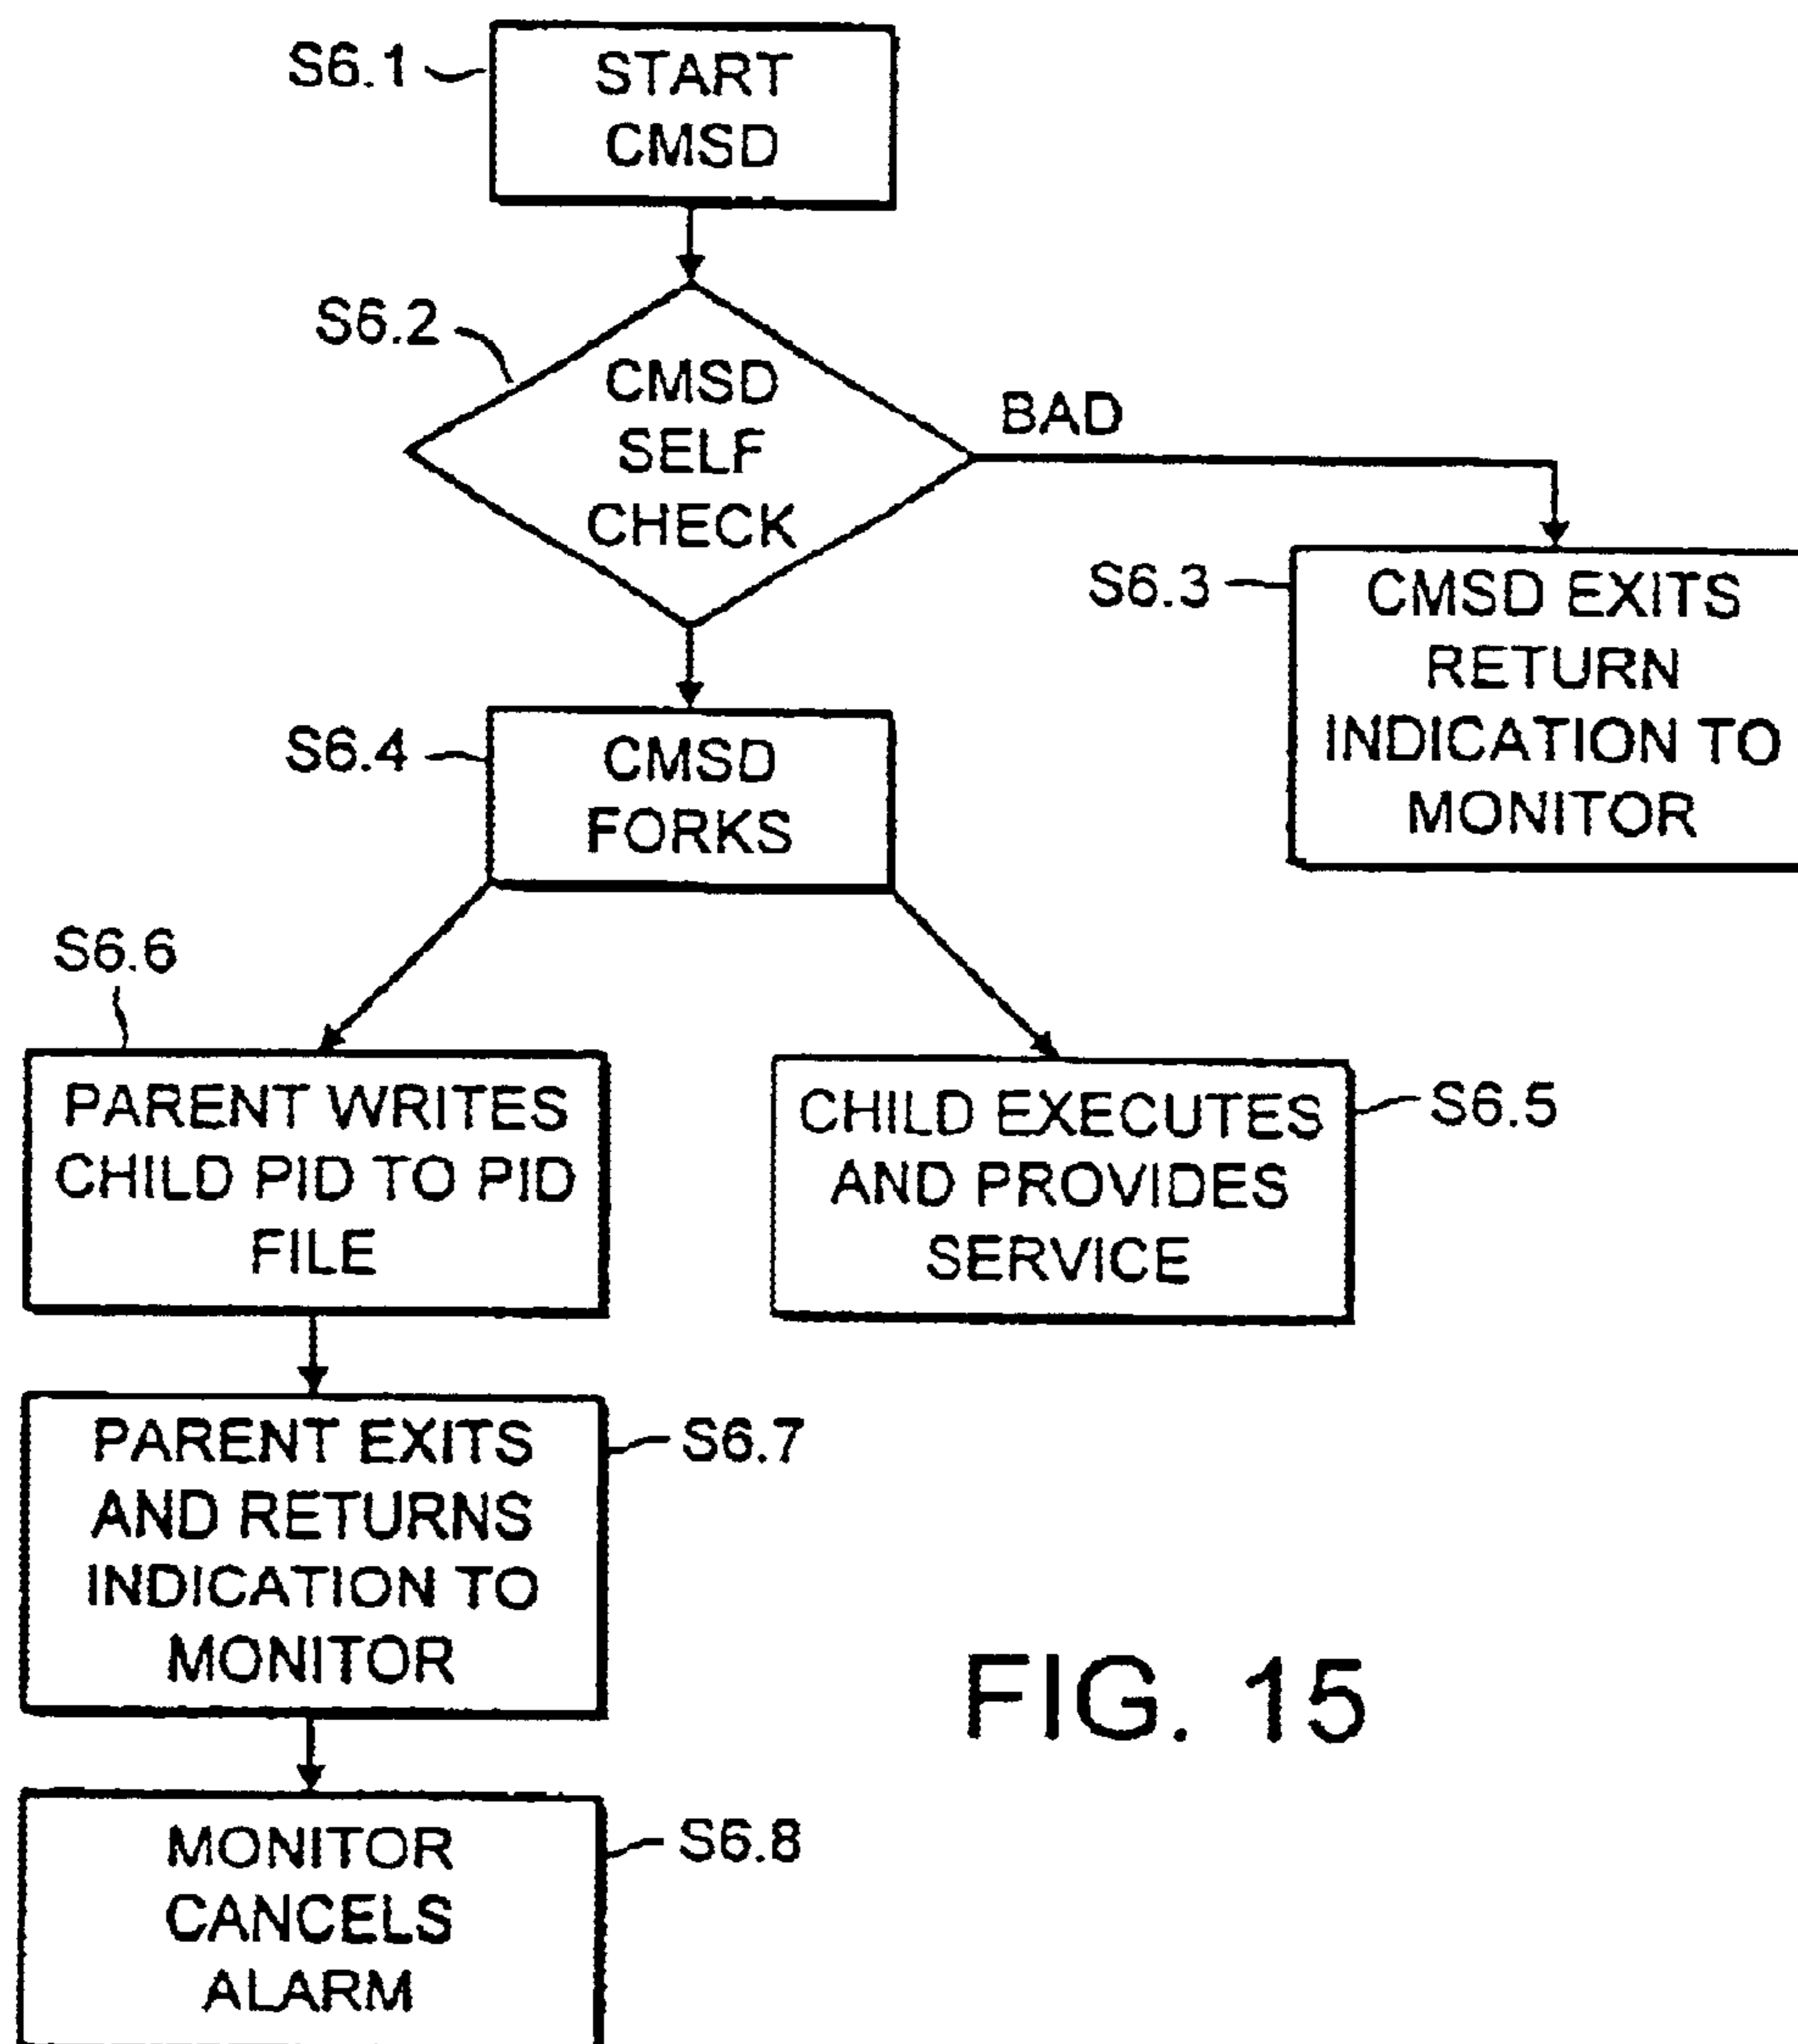 S6.1
START
CMSD
S6.2
CMSD
SELF
CHECK
BAD
S6.3
CMSD EXITS
RETURN
INDICATION TO
MONITOR
S6.4
CMSD
FORKS
S6.6
PARENT WRITES
CHILD PID TO PID
FILE
CHILD EXECUTES
AND PROVIDES
SERVICE
S6.5
PARENT EXITS
AND RETURNS
INDICATION TO
MONITOR
S6.7
MONITOR
CANCELS
ALARM
S6.8
FIG. 15